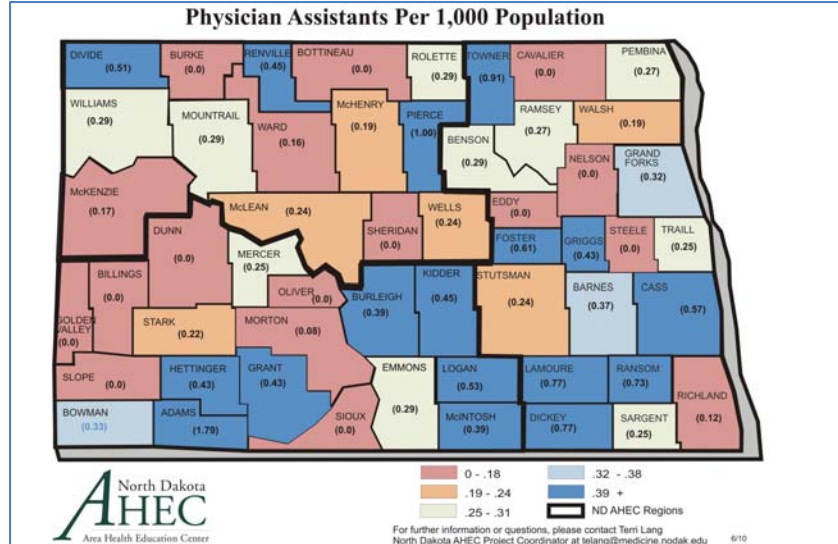 Physician Assistants Per 1,000 Population
DIVIDE
(0.51)
BURKE
(0.0)
RENVILLE
(0.45)
BOTTINEAU
(0.0)
ROLETTE
(0.29)
TOWNER
(0.91)
CAVALIER
(0.0)
PEMBINA
(0.27)
WILLIAMS
(0.29)
MOUNTRAIL
(0.29)
WARD
(0.16)
McHENRY
(0.19)
PIERCE
(1.00)
BENSON
(0.29)
RAMSEY
(0.27)
WALSH
(0.19)
NELSON
(0.0)
GRAND
FORKS
(0.32)
McKENZIE
(0.17)
McLEAN
(0.24)
SHERIDAN
(0.0)
WELLS
(0.24)
EDDY
(0.0)
FOSTER
(0.61)
GRIGGS
(0.43)
STEELE
(0.0)
TRAILL
(0.25)
DUNN
(0.0)
MERCER
(0.25)
OLIVER
(0.0)
BURLEIGH
(0.39)
KIDDER
(0.45)
STUTSMAN
(0.24)
BARNES
(0.37)
CASS
(0.57)
BILLINGS
(0.0)
GOLDEN
VALLEY
(0.0)
STARK
(0.22)
MORTON
(0.08)
SLOPE
(0.0)
HETTINGER
(0.43)
GRANT
(0.43)
EMMONS
(0.29)
LOGAN
(0.53)
LAMOURE
(0.77)
RANSOM
(0.73)
RICHLAND
(0.12)
BOWMAN
(0.33)
ADAMS
(1.79)
SIOUX
(0.0)
McINTOSH
(0.39)
DICKEY
(0.77)
SARGENT
(0.25)
North Dakota
AHEC
Area Health Education Center
0 - .18
.19 - .24
.25 - .31
.32 - .38
.39 +
ND AHEC Regions
For further information or questions, please contact Terri Lang
North Dakota AHEC Project Coordinator at telang@medicine.nodak.edu
6/10